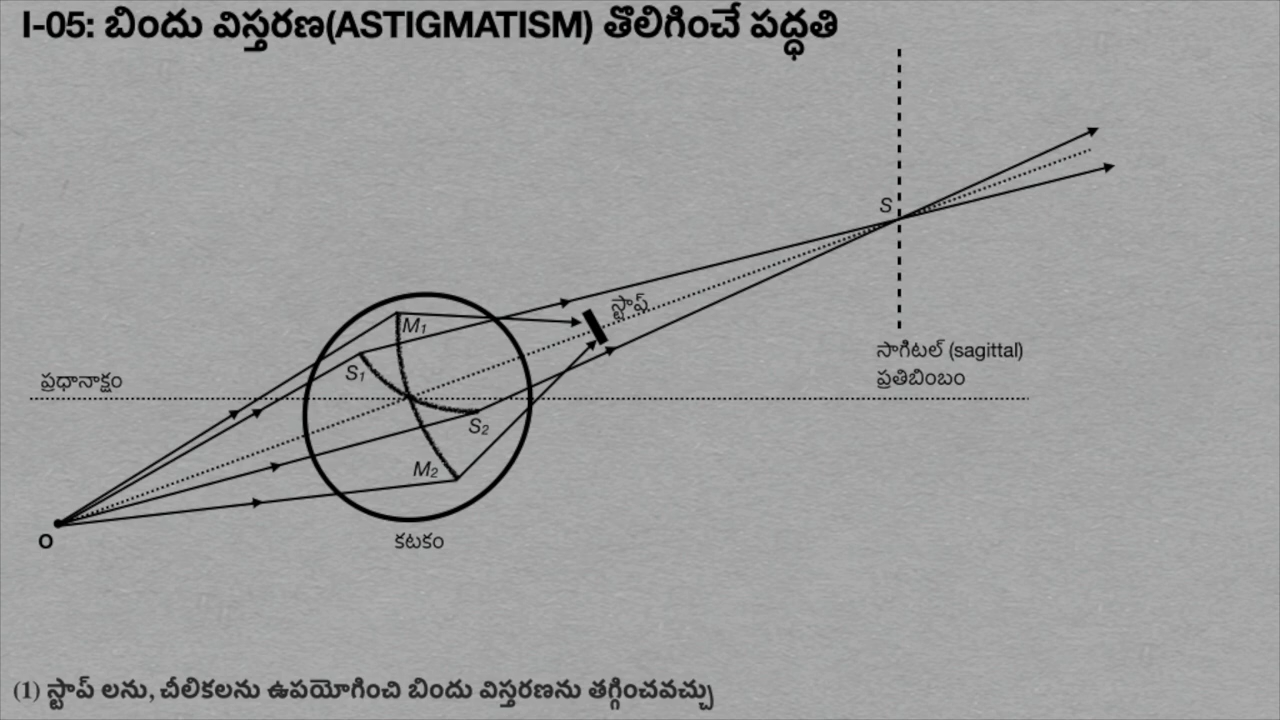 I-05: బిందు విస్తరణ(ASTIGMATISM) తొలిగించే పద్ధతి
S
స్టాప్
M1
సాగిటల్ (sagittal)
ప్రతిబింబం
S1
ప్రధానాక్షం
S2
M2
O
కటకం
(1) స్టాప్ లను, చీలికలను ఉపయోగించి బిందు విస్తరణను తగ్గించవచ్చు